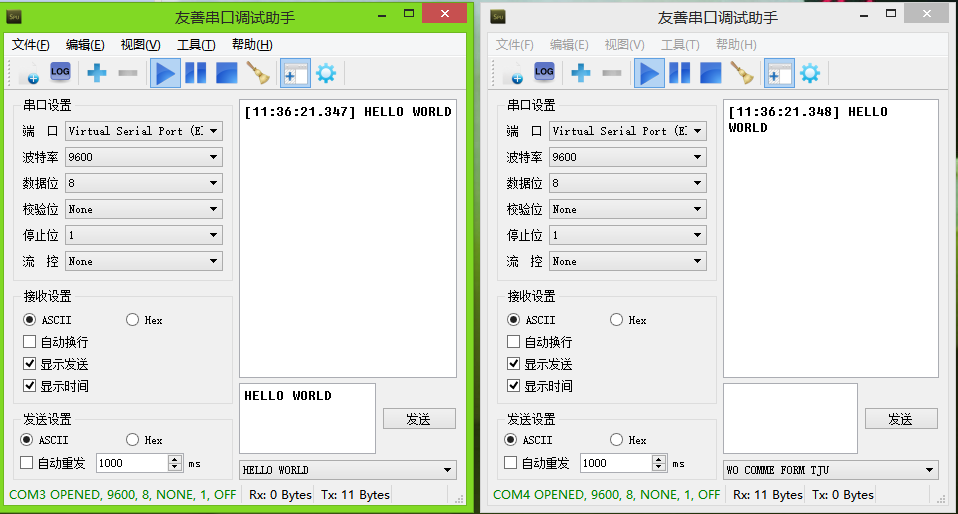 友善串口调试助手
文件(F) 编辑(E) 视图(V) 工具(T) 帮助(H)
LOG
串口设置
端 口 Virtual Serial Port (E
波特率 9600
数据位 8
校验位 None
停止位 1
流 控 None
接收设置
ASCII Hex
自动换行
显示发送
显示时间
发送设置
ASCII Hex
自动重发 1000 ms
[11:36:21.347] HELLO WORLD
HELLO WORLD
发送
HELLO WORLD
COM3 OPENED, 9600, 8, NONE, 1, OFF Rx: 0 Bytes Tx: 11 Bytes
友善串口调试助手
文件(F) 编辑(E) 视图(V) 工具(T) 帮助(H)
LOG
串口设置
端 口 Virtual Serial Port (E
波特率 9600
数据位 8
校验位 None
停止位 1
流 控 None
接收设置
ASCII Hex
自动换行
显示发送
显示时间
发送设置
ASCII Hex
自动重发 1000 ms
[11:36:21.348] HELLO
WORLD
发送
WO COMME FORM TJU
COM4 OPENED, 9600, 8, NONE, 1, OFF Rx: 11 Bytes Tx: 0 Bytes